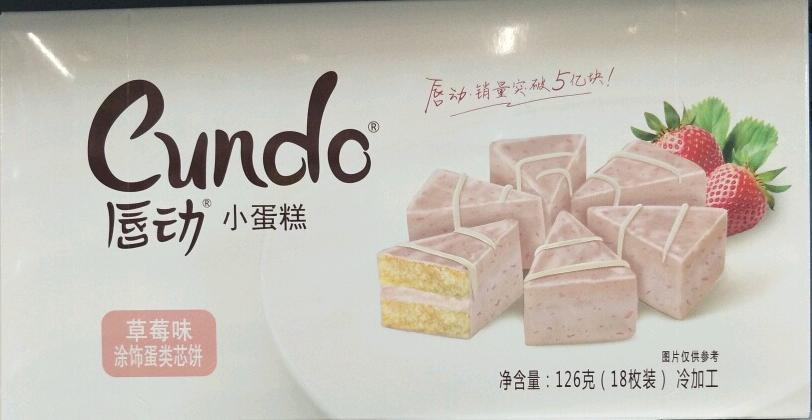 Cundo®
唇动·销量突破5亿块!
唇动® 小蛋糕
草莓味
涂饰蛋类芯饼
图片仅供参考
净含量：126克（18枚装） 冷加工